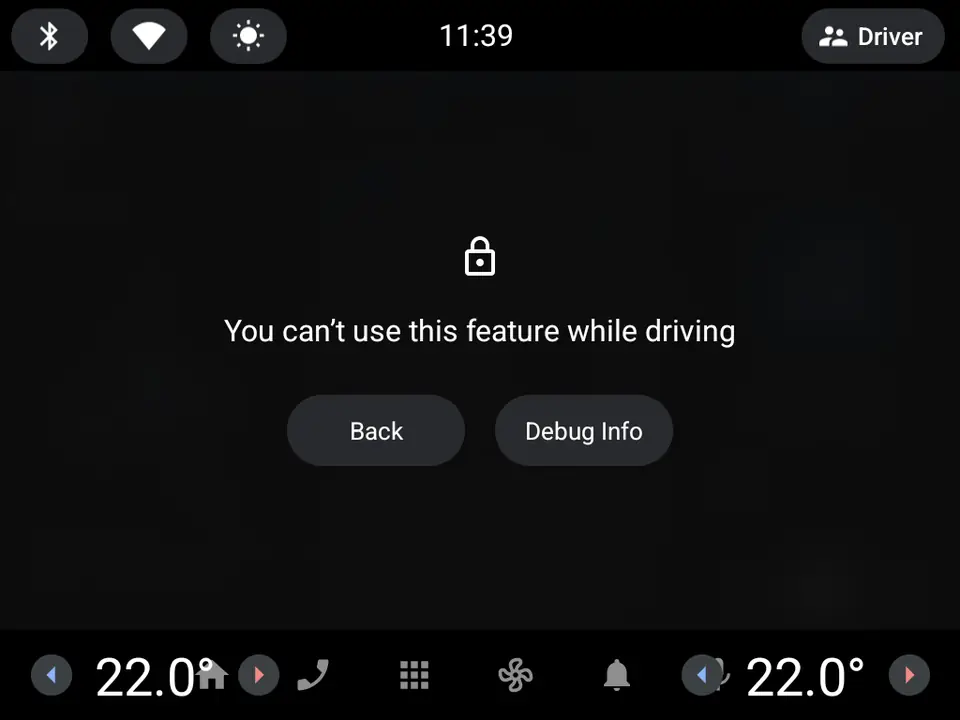 11:39
Driver
You can’t use this feature while driving
Back
Debug Info
22.0°
22.0°